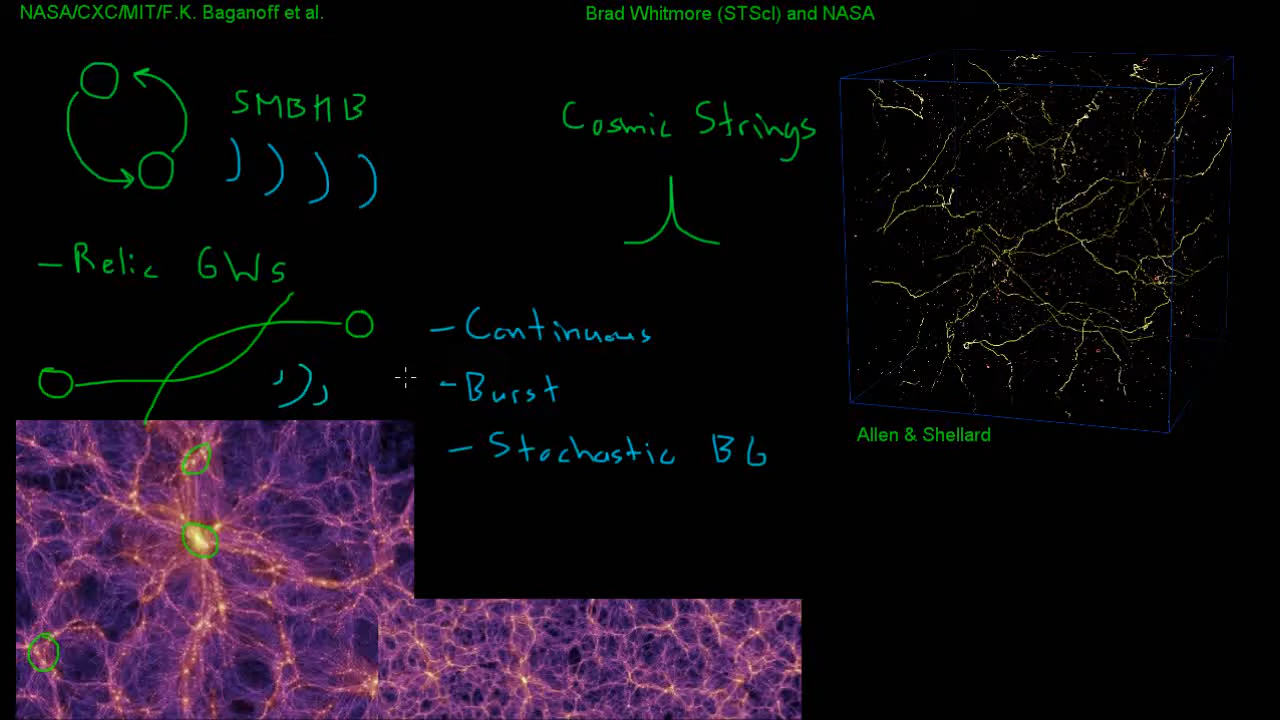 NASA/CXC/MIT/F.K. Baganoff et al.
Brad Whitmore (STScI) and NASA
SMBHB
Cosmic Strings
- Relic GWs
- Continuous
- Burst
- Stochastic BG
Allen & Shellard